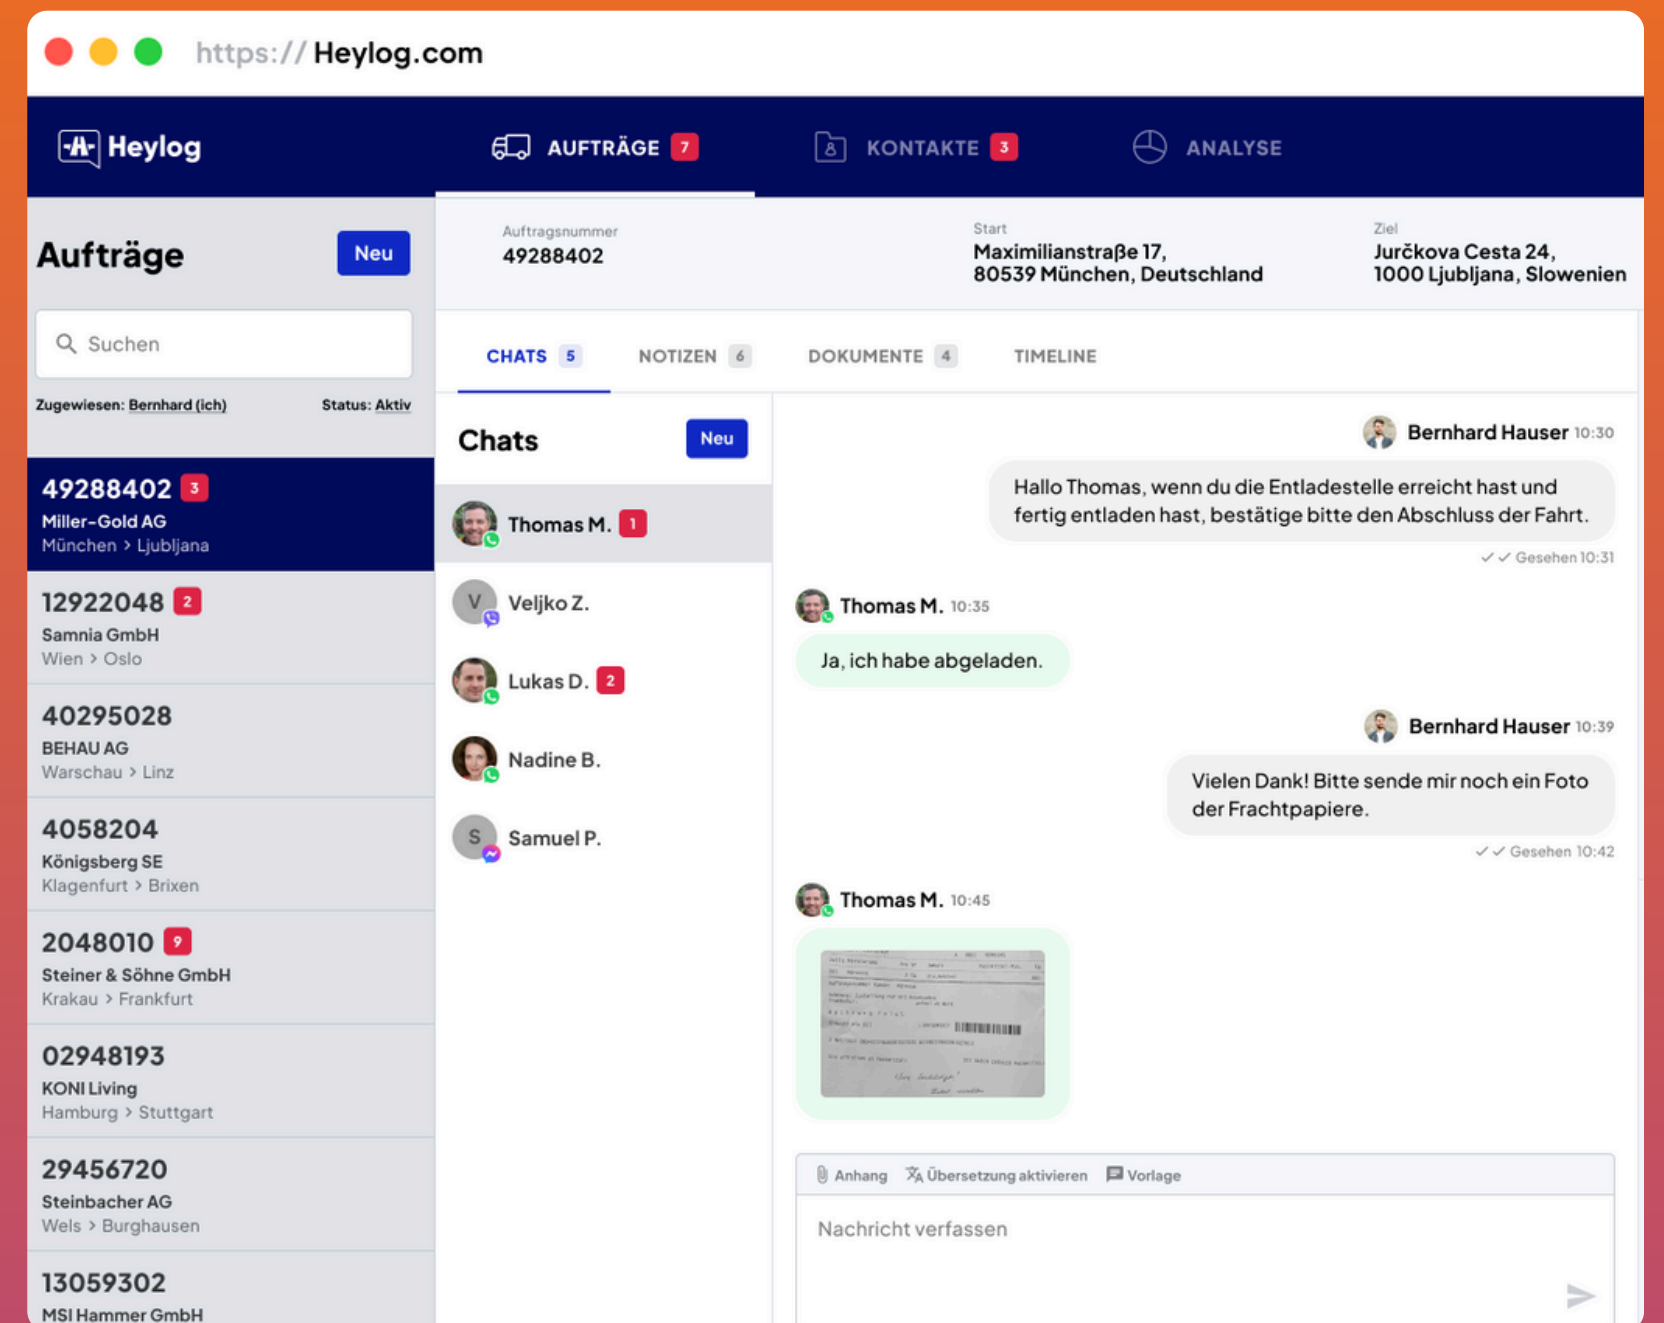 https:// Heylog.com
Heylog
AUFTRÄGE 7
KONTAKTE 3
ANALYSE
Aufträge
Neu
Suchen
Zugewiesen: Bernhard (ich)
Status: Aktiv
49288402 3
Miller-Gold AG
München > Ljubljana
12922048 2
Samnia GmbH
Wien > Oslo
40295028
BEHAU AG
Warschau > Linz
4058204
Königsberg SE
Klagenfurt > Brixen
2048010 9
Steiner & Söhne GmbH
Krakau > Frankfurt
02948193
KONI Living
Hamburg > Stuttgart
29456720
Steinbacher AG
Wels > Burghausen
13059302
MSI Hammer GmbH
Auftragsnummer
49288402
Start
Maximilianstraße 17,
80539 München, Deutschland
Ziel
Jurčkova Cesta 24,
1000 Ljubljana, Slowenien
CHATS 5
NOTIZEN 6
DOKUMENTE 4
TIMELINE
Chats
Neu
Thomas M. 1
V
Veljko Z.
Lukas D. 2
Nadine B.
S
Samuel P.
Bernhard Hauser 10:30
Hallo Thomas, wenn du die Entladestelle erreicht hast und
fertig entladen hast, bestätige bitte den Abschluss der Fahrt.
Gesehen 10:31
Thomas M. 10:35
Ja, ich habe abgeladen.
Bernhard Hauser 10:39
Vielen Dank! Bitte sende mir noch ein Foto
der Frachtpapiere.
Gesehen 10:42
Thomas M. 10:45
Anhang
Übersetzung aktivieren
Vorlage
Nachricht verfassen